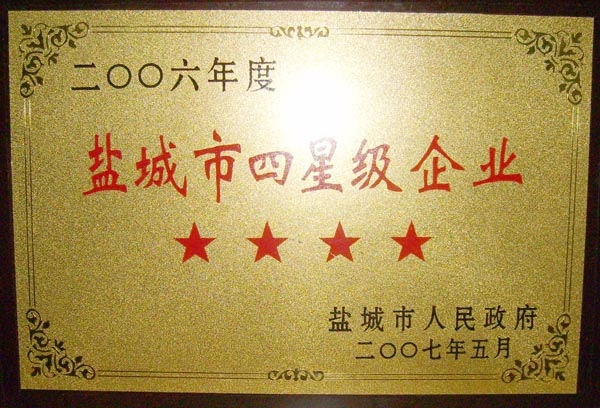 二〇〇六年度
盐城市四星级企业
盐城市人民政府
二〇〇七年五月